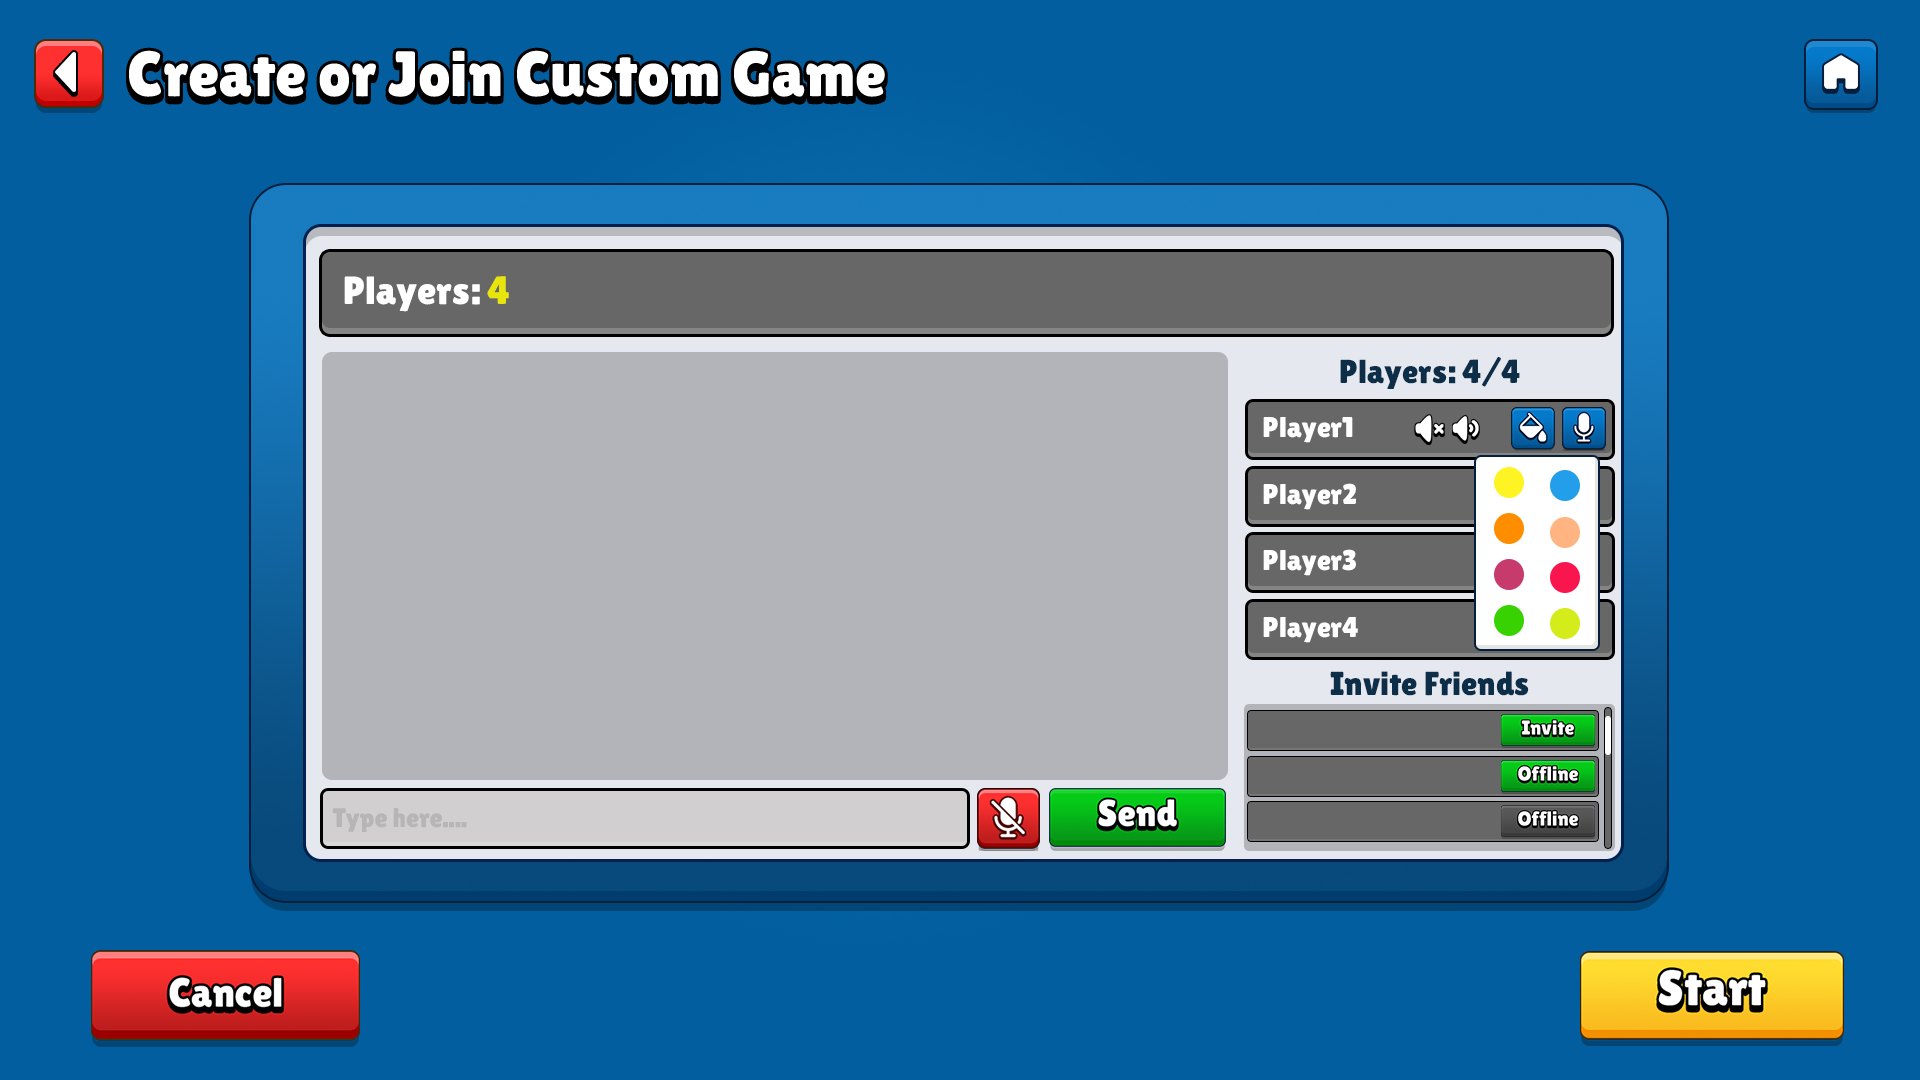 Create or Join Custom Game
Players: 4
Players: 4/4
Player1
Player2
Player3
Player4
Invite Friends
Invite
Offline
Offline
Type here....
Send
Cancel
Start